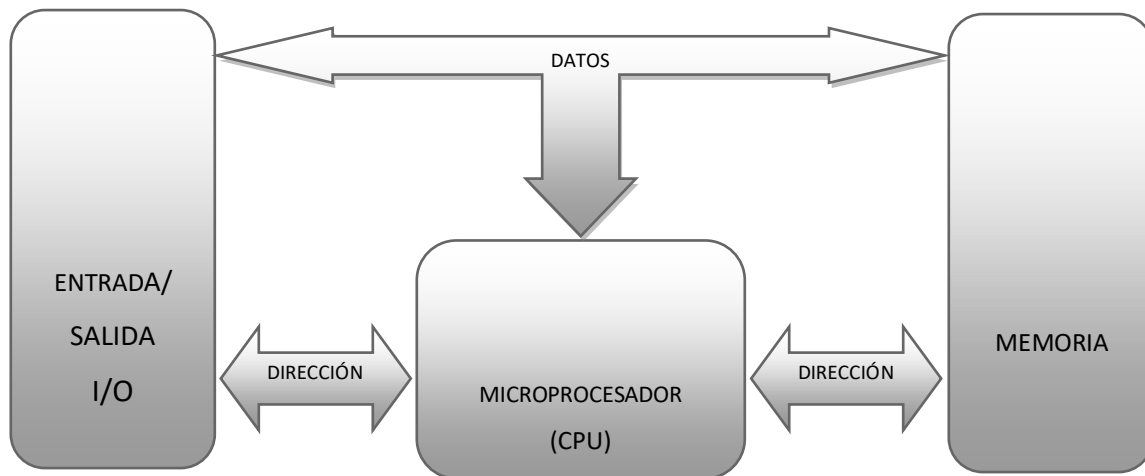 DATOS
ENTRADA/
SALIDA
I/O
DIRECCIÓN
MICROPROCESADOR
(CPU)
DIRECCIÓN
MEMORIA